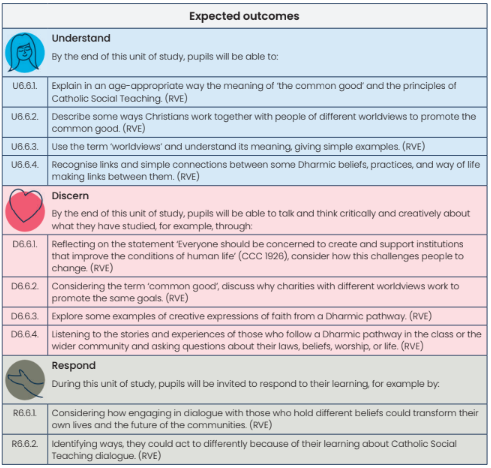 Expected outcomes
Understand
By the end of this unit of study, pupils will be able to:
U6.6.1. Explain in an age-appropriate way the meaning of 'the common good' and the principles of
Catholic Social Teaching. (RVE)
U6.6.2. Describe some ways Christians work together with people of different worldviews to promote the
common good. (RVE)
U6.6.3. Use the term 'worldviews' and understand its meaning, giving simple examples. (RVE)
U6.6.4. Recognise links and simple connections between some Dharmic beliefs, practices, and way of life
making links between them. (RVE)
Discern
By the end of this unit of study, pupils will be able to talk and think critically and creatively about
what they have studied, for example, through:
D6.6.1. Reflecting on the statement 'Everyone should be concerned to create and support institutions
that improve the conditions of human life' (CCC 1926), consider how this challenges people to
change. (RVE)
D6.6.2. Considering the term 'common good', discuss why charities with different worldviews work to
promote the same goals. (RVE)
D6.6.3. Explore some examples of creative expressions of faith from a Dharmic pathway. (RVE)
D6.6.4. Listening to the stories and experiences of those who follow a Dharmic pathway in the class or the
wider community and asking questions about their laws, beliefs, worship, or life. (RVE)
Respond
During this unit of study, pupils will be invited to respond to their learning, for example by:
R6.6.1. Considering how engaging in dialogue with those who hold different beliefs could transform their
own lives and the future of the communities. (RVE)
R6.6.2. Identifying ways, they could act to differently because of their learning about Catholic Social
Teaching dialogue. (RVE)